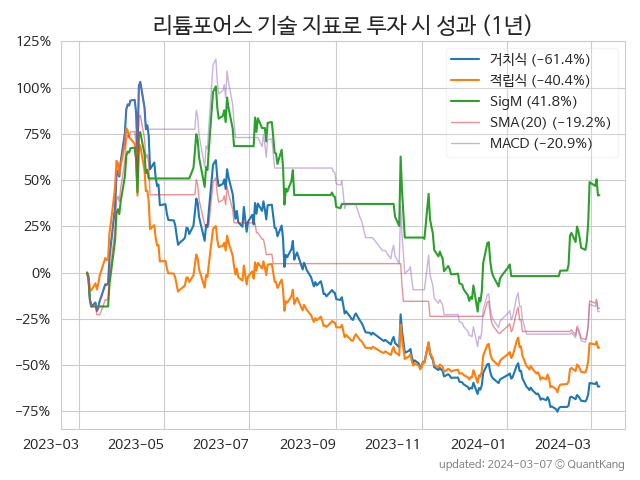 리튬포어스 기술 지표로 투자 시 성과 (1년)
125%
100%
75%
50%
25%
0%
−25%
−50%
−75%
거치식 (−61.4%)
적립식 (−40.4%)
SigM (41.8%)
SMA(20) (−19.2%)
MACD (−20.9%)
2023-03
2023-05
2023-07
2023-09
2023-11
2024-01
2024-03
updated: 2024-03-07 © QuantKang